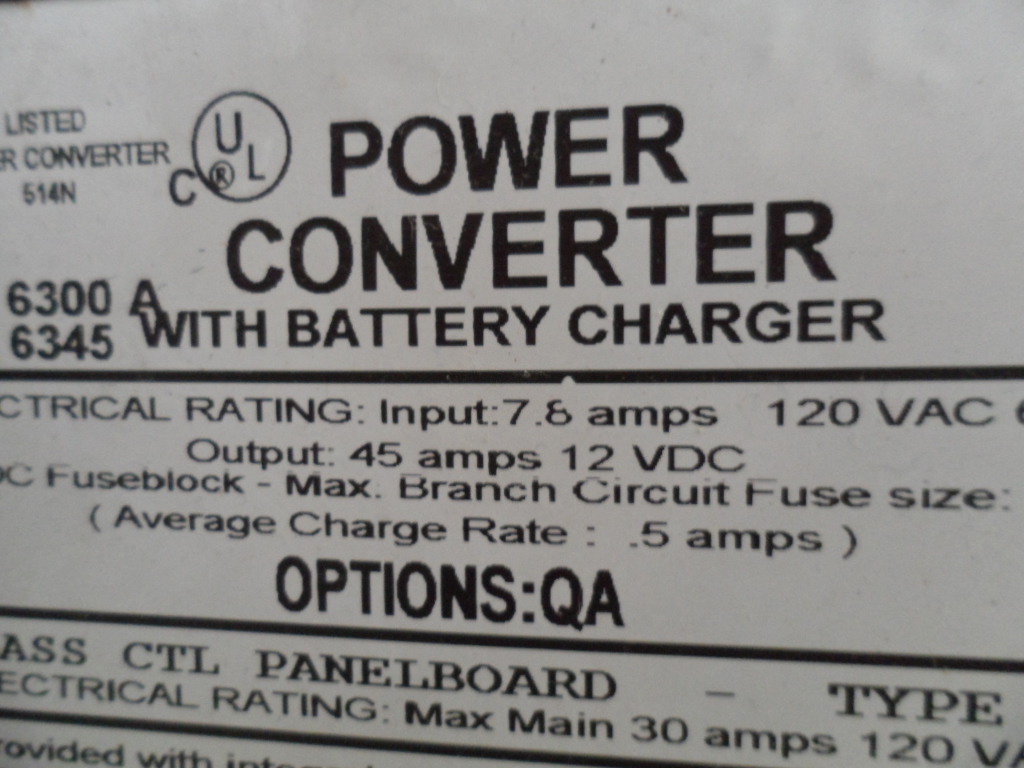 LISTED
R CONVERTER
514N
C UL ®
POWER
CONVERTER
6300 A
6345
WITH BATTERY CHARGER
CTRICAL RATING: Input:7.8 amps 120 VAC
Output: 45 amps 12 VDC
C Fuseblock - Max. Branch Circuit Fuse size:
( Average Charge Rate : .5 amps )
OPTIONS:QA
ASS CTL PANELBOARD - TYPE
ECTRICAL RATING: Max Main 30 amps 120 VA
rovided with